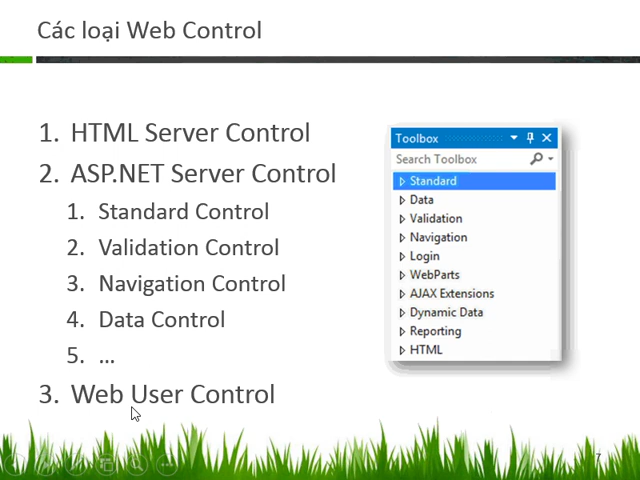 Các loại Web Control
1. HTML Server Control
2. ASP.NET Server Control
1. Standard Control
2. Validation Control
3. Navigation Control
4. Data Control
5. ...
3. Web User Control
Toolbox
Search Toolbox
Standard
Data
Validation
Navigation
Login
WebParts
AJAX Extensions
Dynamic Data
Reporting
HTML
7